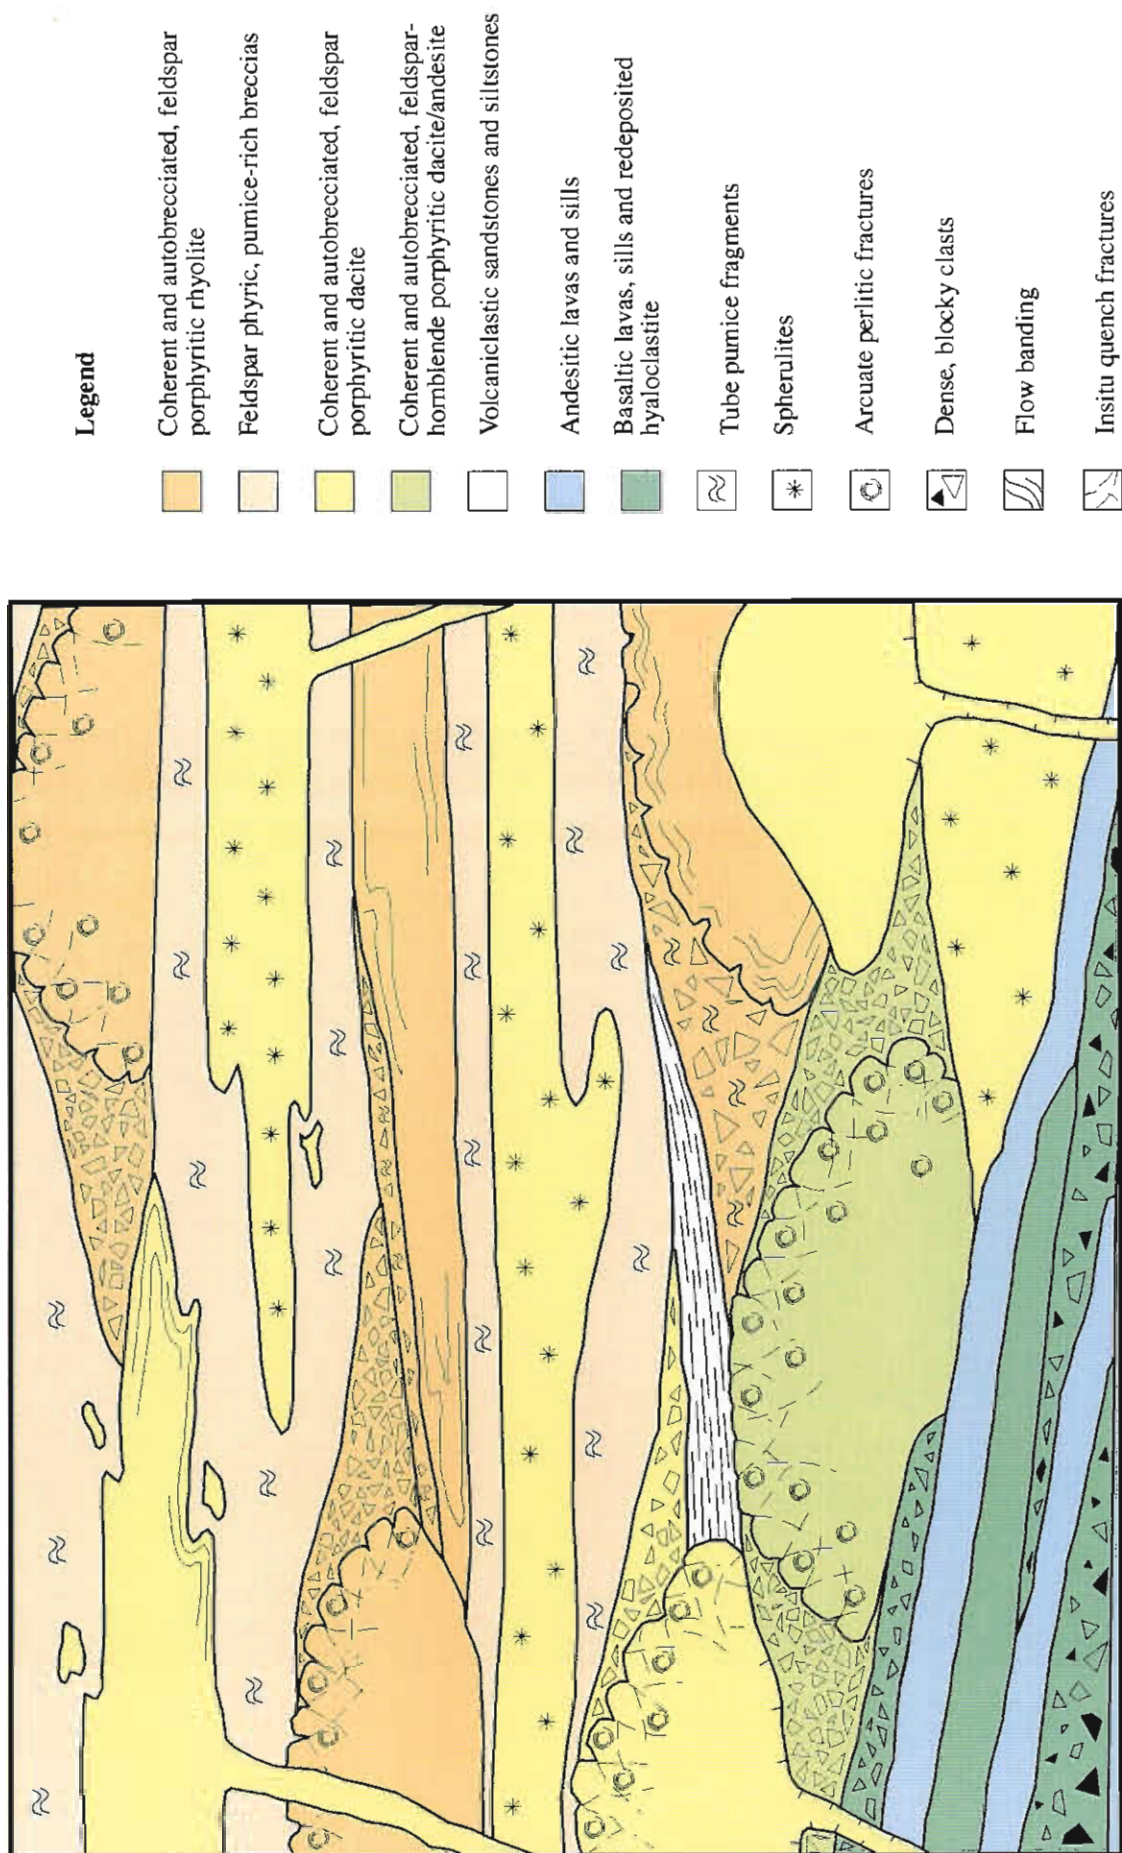 Legend
Coherent and autobrecciated, feldspar
porphyritic rhyolite
Feldspar phyric, pumice-rich breccias
Coherent and autobrecciated, feldspar
porphyritic dacite
Coherent and autobrecciated, feldspar-
hornblende porphyritic dacite/andesite
Volcaniclastic sandstones and siltstones
Andesitic lavas and sills
Basaltic lavas, sills and redeposited
hyaloclastite
Tube pumice fragments
Spherulites
Arcuate perlitic fractures
Dense, blocky clasts
Flow banding
Insitu quench fractures